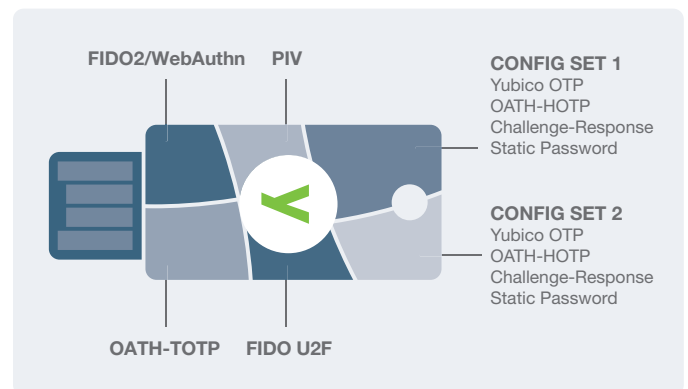 FIDO2/WebAuthn
PIV
CONFIG SET 1
Yubico OTP
OATH-HOTP
Challenge-Response
Static Password
CONFIG SET 2
Yubico OTP
OATH-HOTP
Challenge-Response
Static Password
OATH-TOTP
FIDO U2F